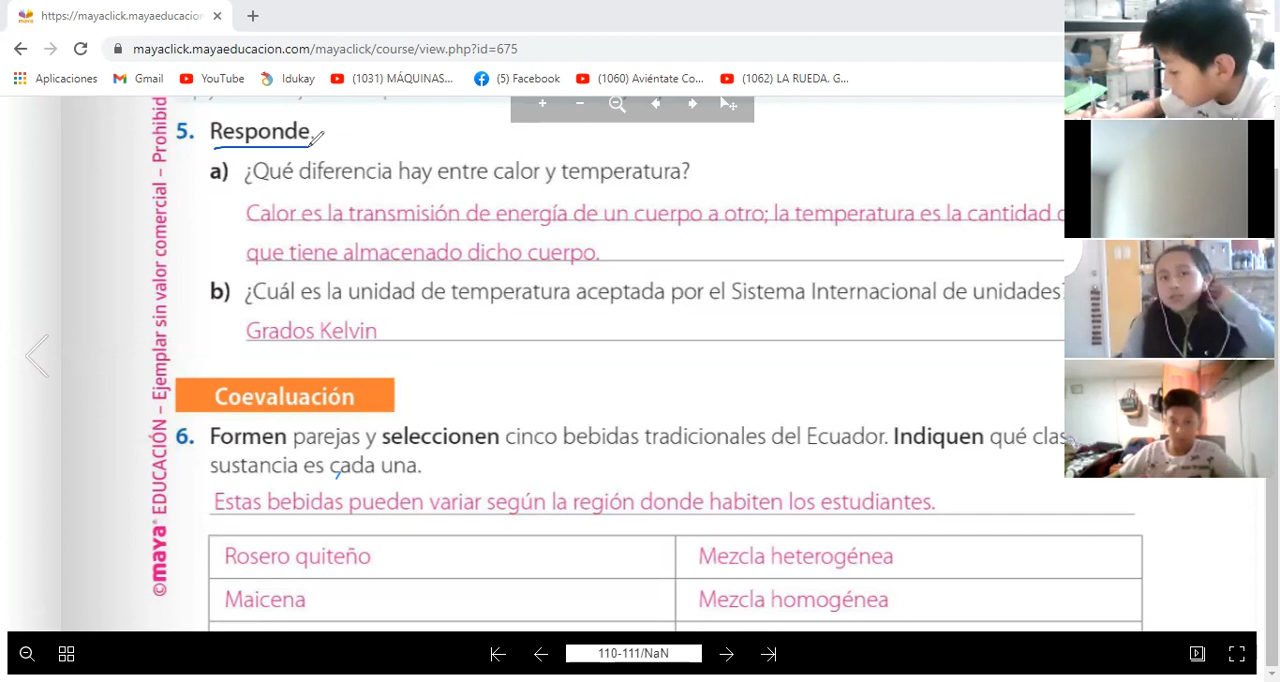 https://mayaclick.mayaeducacion
mayaclick.mayaeducacion.com/mayaclick/course/view.php?id=675
Aplicaciones Gmail YouTube Idukay (1031) MÁQUINAS... (5) Facebook (1060) Aviéntate Co... (1062) LA RUEDA. G...
5. Responde
a) ¿Qué diferencia hay entre calor y temperatura?
Calor es la transmisión de energía de un cuerpo a otro; la temperatura es la cantidad
que tiene almacenado dicho cuerpo.
b) ¿Cuál es la unidad de temperatura aceptada por el Sistema Internacional de unidades?
Grados Kelvin
Coevaluación
6. Formen parejas y seleccionen cinco bebidas tradicionales del Ecuador. Indiquen qué
sustancia es cada una.
Estas bebidas pueden variar según la región donde habiten los estudiantes.
Rosero quiteño Mezcla heterogénea
Maicena Mezcla homogénea
©maya EDUCACIÓN – Ejemplar sin valor comercial – Prohibid
110-111/NaN